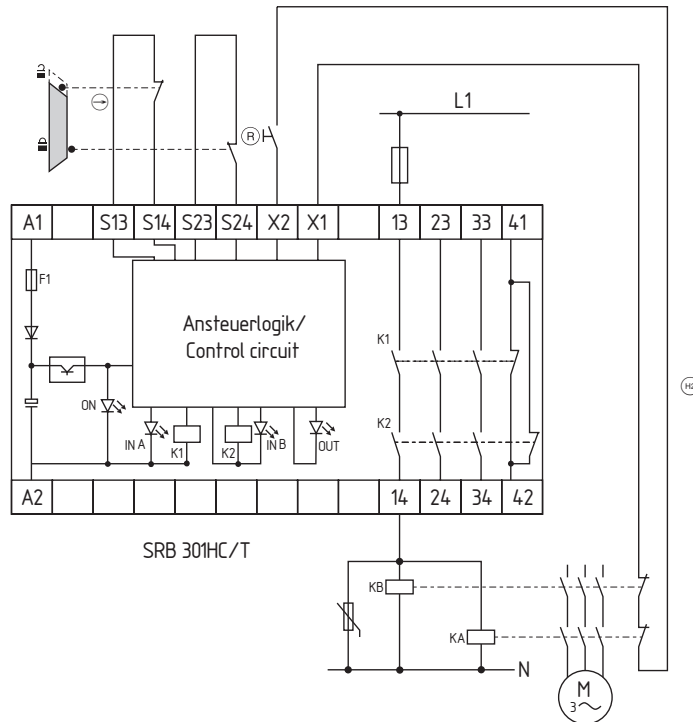 L1
R
A1 S13 S14 S23 S24 X2 X1 13 23 33 41
F1
Ansteuerlogik/
Control circuit
K1
H2
ON
IN A
K1
K2
IN B
OUT
K2
A2 14 24 34 42
SRB 301HC/T
KB
KA
N
M
3~